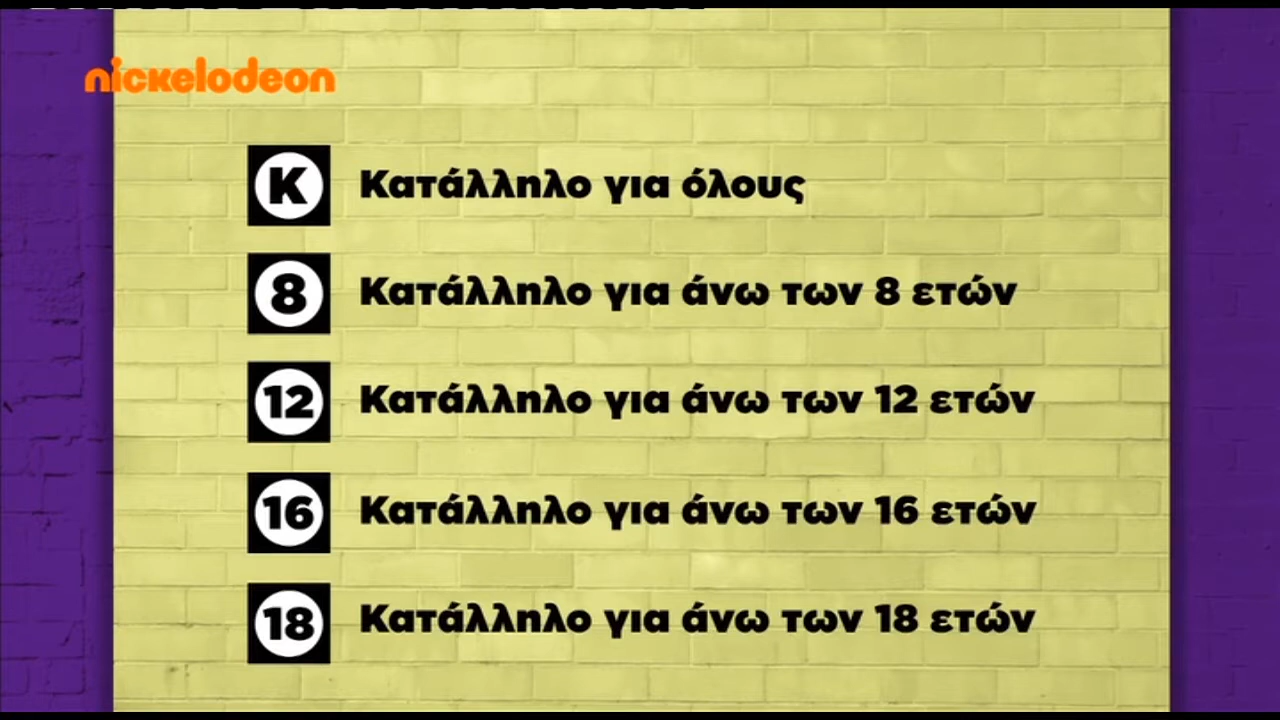 nickelodeon
K Κατάλληλο για όλους
8 Κατάλληλο για άνω των 8 ετών
12 Κατάλληλο για άνω των 12 ετών
16 Κατάλληλο για άνω των 16 ετών
18 Κατάλληλο για άνω των 18 ετών